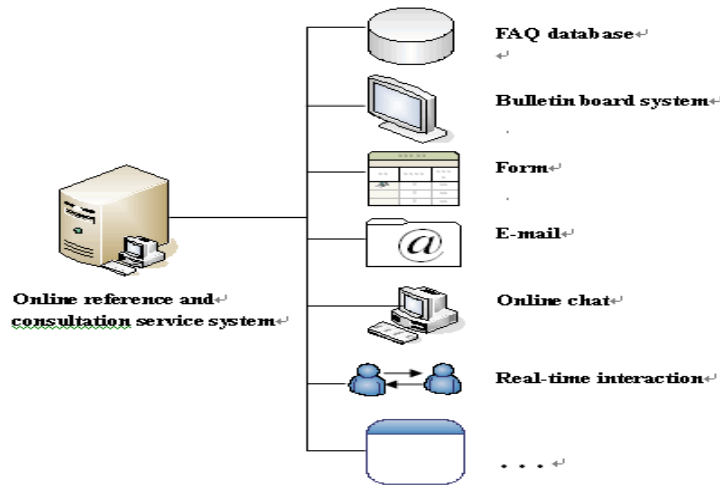 FAQ database
Bulletin board system
Form
E-mail
@
Online reference and
consultation service system
Online chat
Real-time interaction
. . .